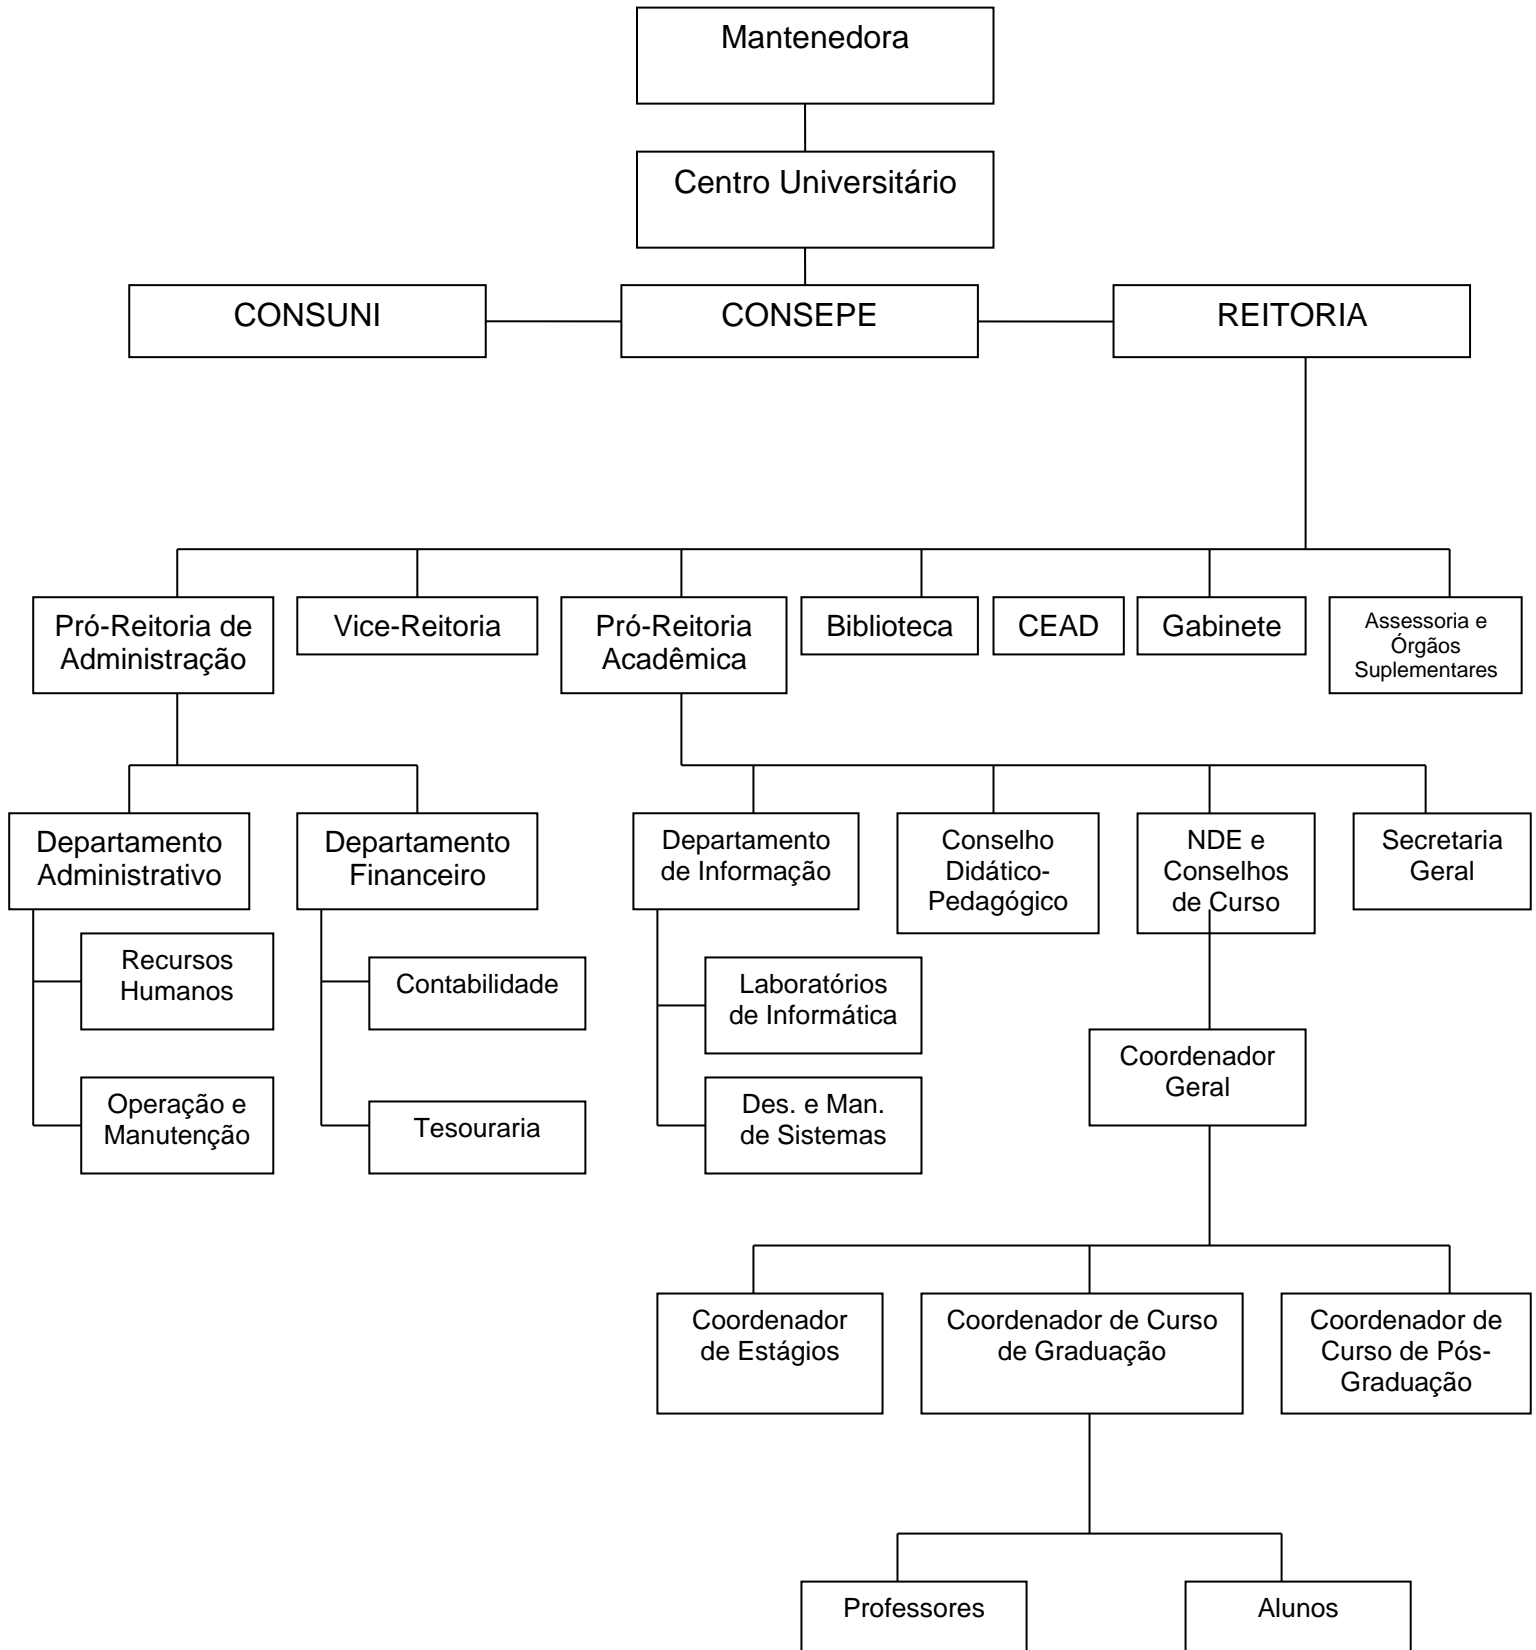 Mantenedora
Centro Universitário
CONSUNI
CONSEPE
REITORIA
Pró-Reitoria de
Administração
Vice-Reitoria
Pró-Reitoria
Acadêmica
Biblioteca
CEAD
Gabinete
Assessoria e
Órgãos
Suplementares
Departamento
Administrativo
Departamento
Financeiro
Departamento
de Informação
Conselho
Didático-
Pedagógico
NDE e
Conselhos
de Curso
Secretaria
Geral
Recursos
Humanos
Contabilidade
Laboratórios
de Informática
Coordenador
Geral
Operação e
Manutenção
Tesouraria
Des. e Man.
de Sistemas
Coordenador
de Estágios
Coordenador de Curso
de Graduação
Coordenador de
Curso de Pós-
Graduação
Professores
Alunos